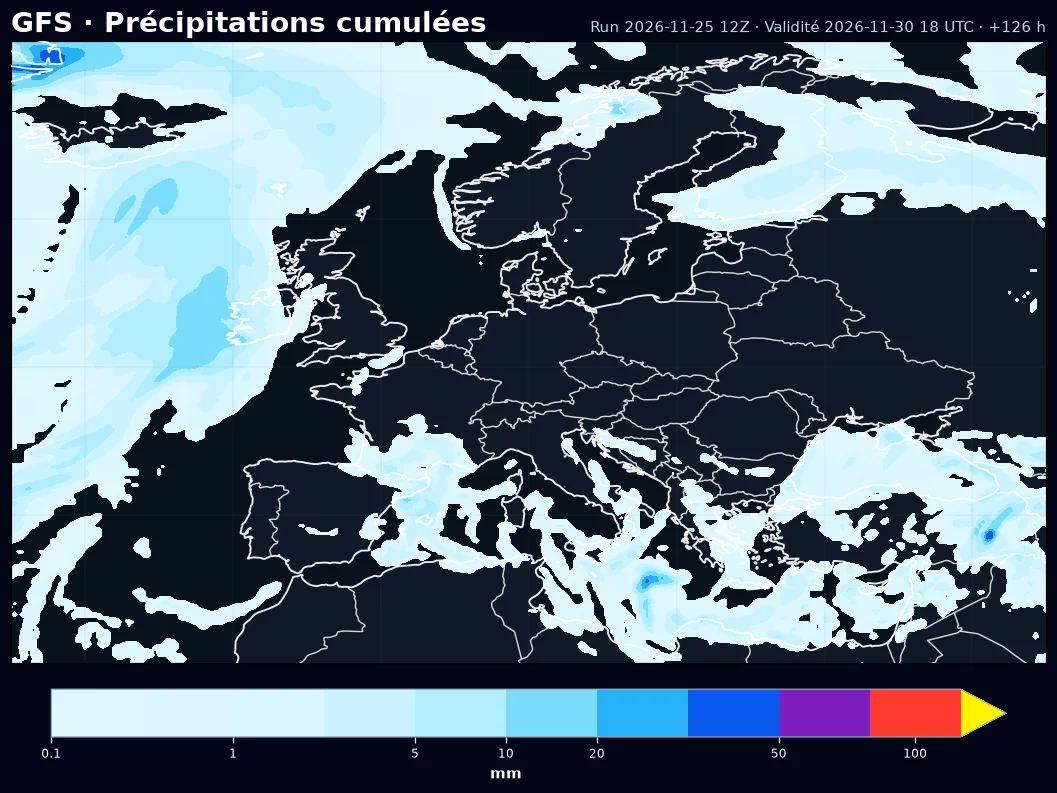 GFS · Précipitations cumulées
Run 2026-11-25 12Z · Validité 2026-11-30 18 UTC · +126 h
0.1 1 5 10 20 50 100
mm